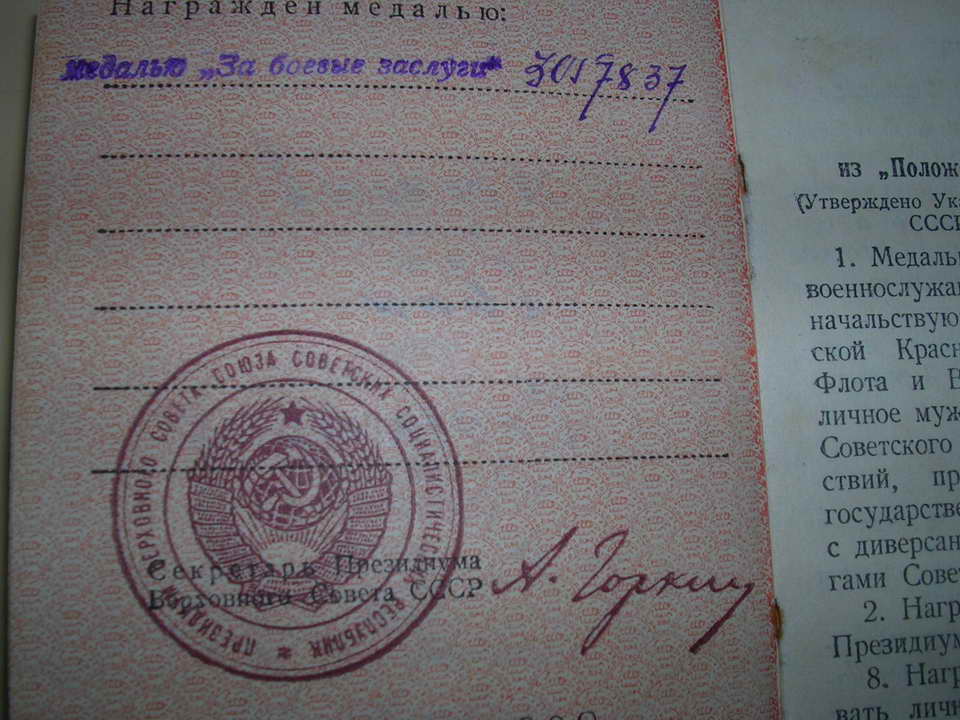 Награжден медалью:
медалью „За боевые заслуги“ 3017837
ПРЕЗИДИУМ ВЕРХОВНОГО СОВЕТА СОЮЗА СОВЕТСКИХ СОЦИАЛИСТИЧЕСКИХ РЕСПУБЛИК
Секретарь Президиума
Верховного Совета СССР А. Горкин
из „Полож
(Утверждено Ук
СССР
1. Медаль
военнослужа
начальствую
ской Красн
Флота и В
личное муж
Советского
ствий, пр
государстве
с диверсан
гами Сове
2. Нагр
Президиум
8. Нагр
вать личн